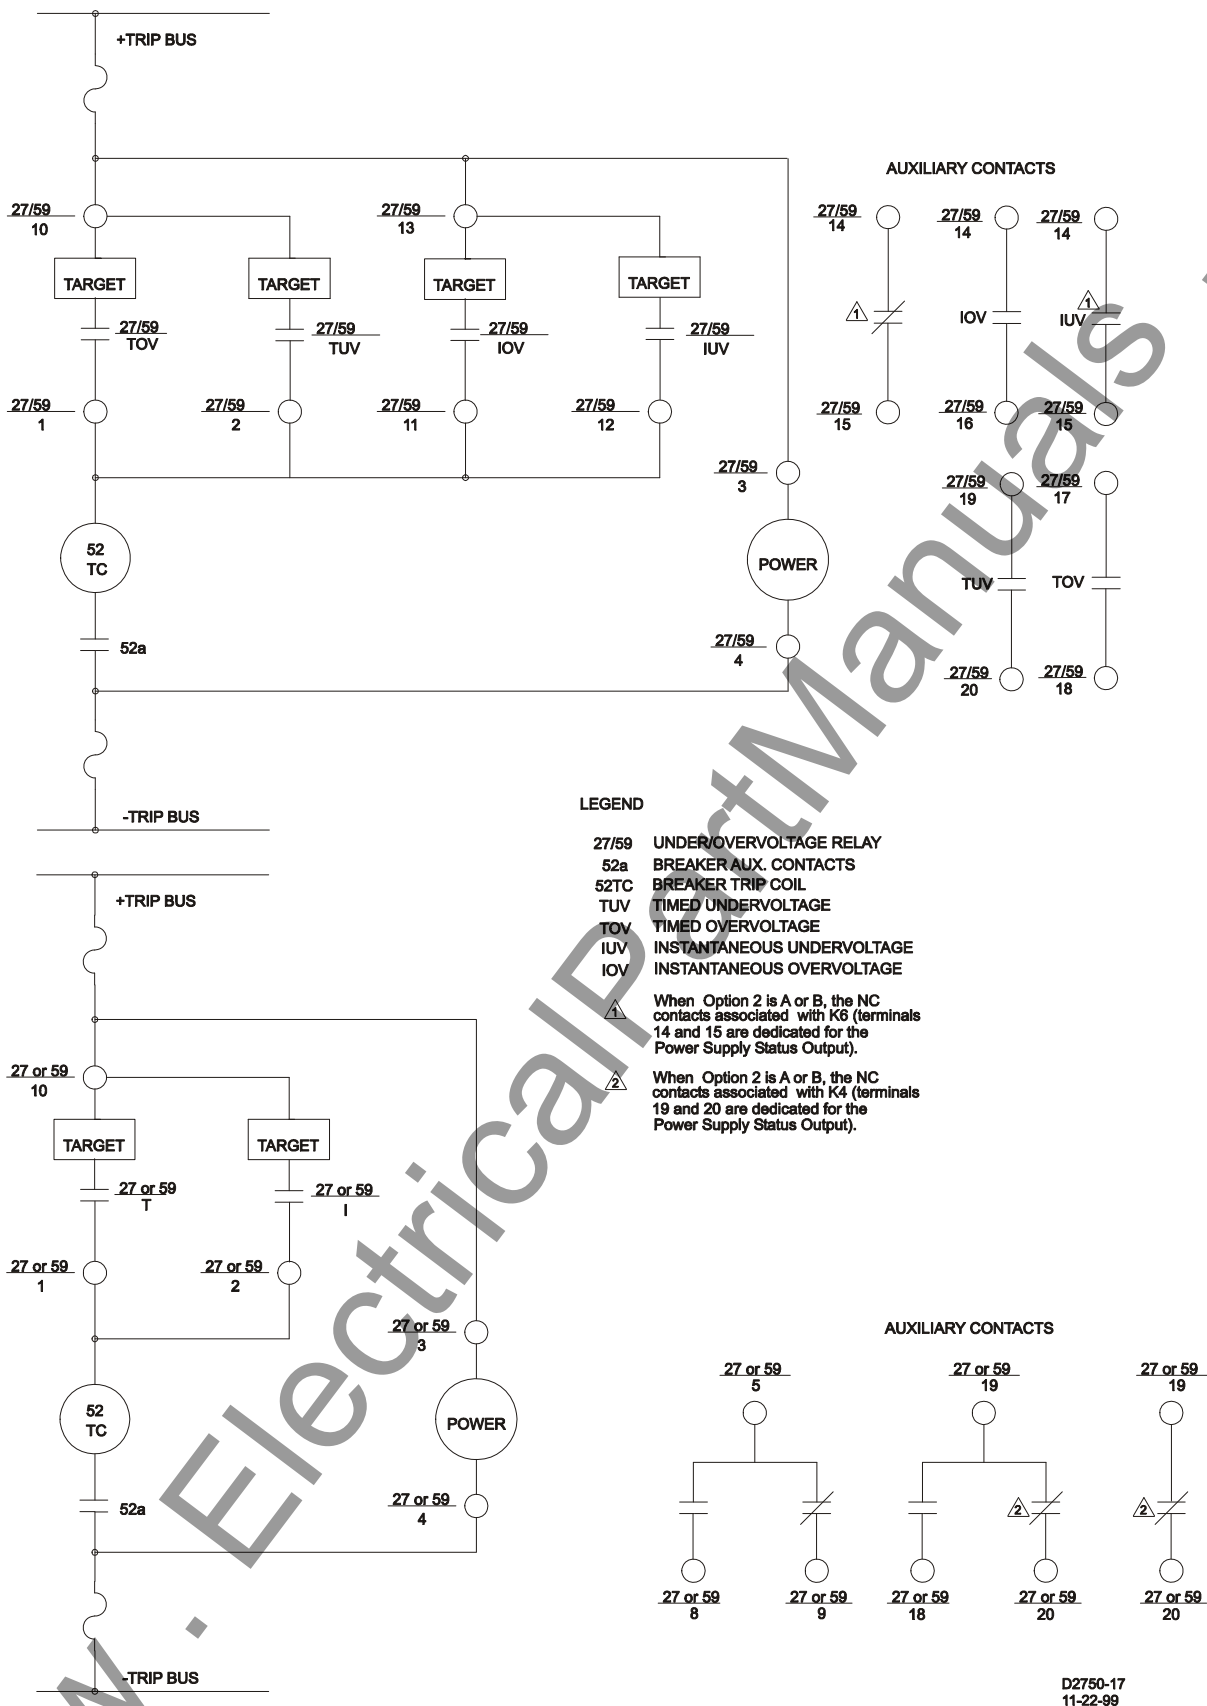 +TRIP BUS
AUXILIARY CONTACTS
27/59
10
27/59
13
27/59
14
27/59
14
27/59
14
TARGET
TARGET
TARGET
TARGET
27/59
TOV
27/59
TUV
27/59
IOV
27/59
IUV
1
IOV
1
IUV
27/59
1
27/59
2
27/59
11
27/59
12
27/59
15
27/59
16
27/59
15
27/59
3
27/59
19
27/59
17
52
TC
POWER
TUV
TOV
52a
27/59
4
27/59
20
27/59
18
-TRIP BUS
LEGEND
27/59 UNDER/OVERVOLTAGE RELAY
52a BREAKER AUX. CONTACTS
52TC BREAKER TRIP COIL
TUV TIMED UNDERVOLTAGE
TOV TIMED OVERVOLTAGE
IUV INSTANTANEOUS UNDERVOLTAGE
IOV INSTANTANEOUS OVERVOLTAGE
1 When Option 2 is A or B, the NC
contacts associated with K6 (terminals
14 and 15 are dedicated for the
Power Supply Status Output).
2 When Option 2 is A or B, the NC
contacts associated with K4 (terminals
19 and 20 are dedicated for the
Power Supply Status Output).
+TRIP BUS
27 or 59
10
TARGET
TARGET
27 or 59
T
27 or 59
I
27 or 59
1
27 or 59
2
27 or 59
3
52
TC
POWER
52a
27 or 59
4
-TRIP BUS
AUXILIARY CONTACTS
27 or 59
5
27 or 59
19
27 or 59
19
2
2
27 or 59
8
27 or 59
9
27 or 59
18
27 or 59
20
27 or 59
20
D2750-17
11-22-99
w . ElectricalPartManuals .